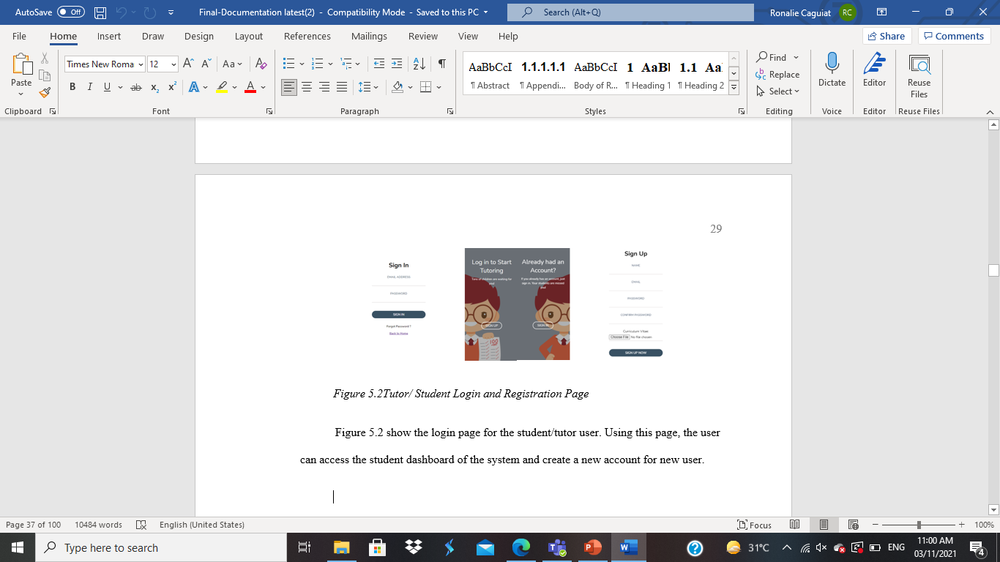 AutoSave Off Final-Documentation latest(2) - Compatibility Mode - Saved to this PC Search (Alt+Q) Ronalie Caguiat RC
File Home Insert Draw Design Layout References Mailings Review View Help Share Comments
Paste
Clipboard
Times New Roma 12
Font
Paragraph
AaBbCcI 1.1.1.1.1 AaBbCcI 1 AaBl 1.1 Aa
¶ Abstract ¶ Appendi... Body of R... ¶ Heading 1 ¶ Heading 2
Styles
Find
Replace
Select
Editing
Dictate
Voice
Editor
Editor
Reuse
Files
Reuse Files
29
Sign In
EMAIL ADDRESS
PASSWORD
SIGN IN
Forgot Password ?
Back to Home
Log in to Start
Tutoring
Tons of children are waiting for
you!
SIGN UP
100
Already had an
Account?
If you already has an account, just
sign in. Your students are missed
you!
SIGN IN
Sign Up
NAME
EMAIL
PASSWORD
CONFIRM PASSWORD
Curriculum Vitae:
Choose File No file chosen
SIGN UP NOW
Figure 5.2Tutor/ Student Login and Registration Page
Figure 5.2 show the login page for the student/tutor user. Using this page, the user
can access the student dashboard of the system and create a new account for new user.
Page 37 of 100 10484 words English (United States) Focus 100%
Type here to search 31°C ENG 11:00 AM
03/11/2021 4